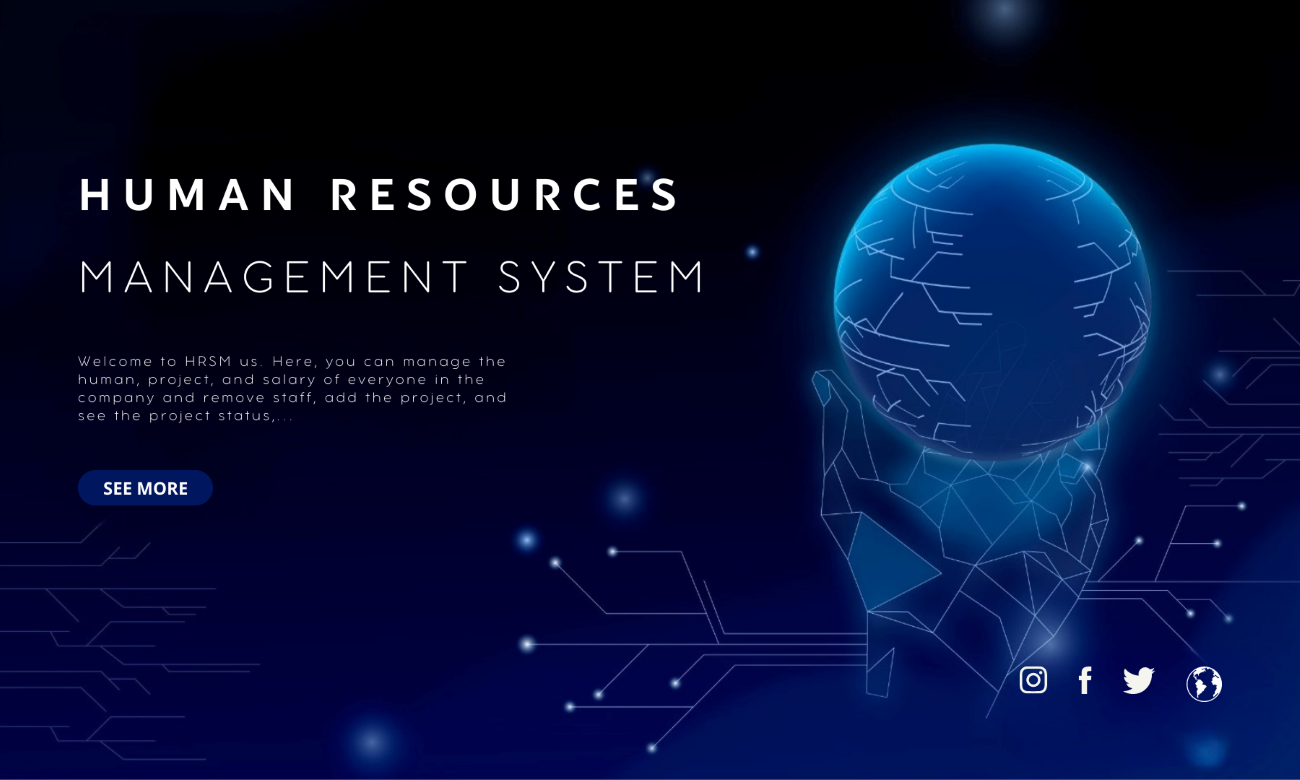 HUMAN RESOURCES
MANAGEMENT SYSTEM
Welcome to HRSM us. Here, you can manage the
human, project, and salary of everyone in the
company and remove staff, add the project, and
see the project status,...
SEE MORE